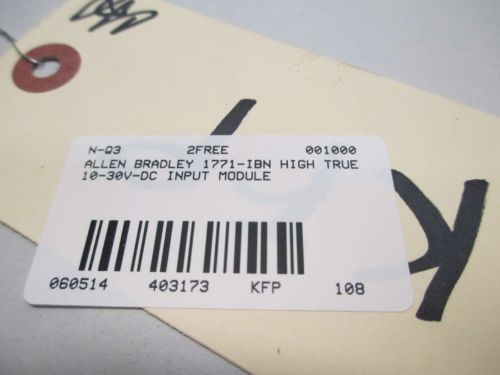 N-Q3 2FREE 001000
ALLEN BRADLEY 1771-IBN HIGH TRUE
10-30V-DC INPUT MODULE
060514 403173 KFP 108